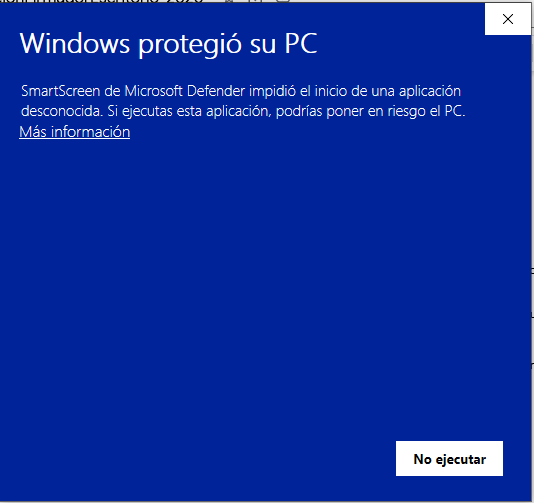 Windows protegió su PC
SmartScreen de Microsoft Defender impidió el inicio de una aplicación
desconocida. Si ejecutas esta aplicación, podrías poner en riesgo el PC.
Más información
No ejecutar